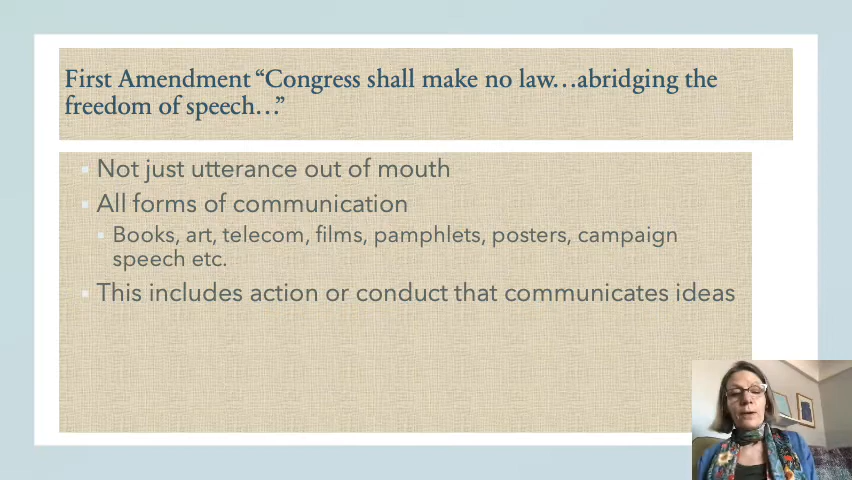 First Amendment “Congress shall make no law…abridging the
freedom of speech…”
Not just utterance out of mouth
All forms of communication
Books, art, telecom, films, pamphlets, posters, campaign
speech etc.
This includes action or conduct that communicates ideas